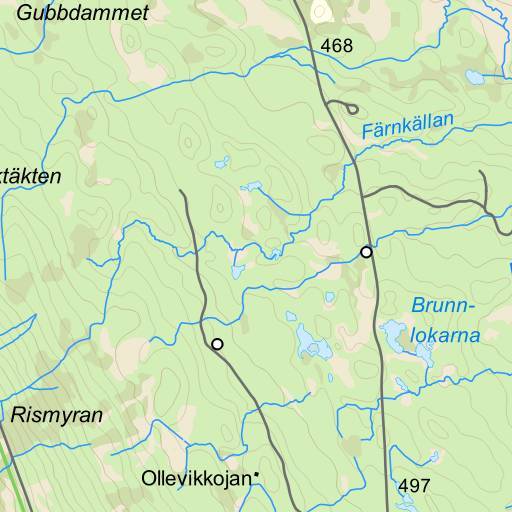 Gubbdammet
468
Färnkällan
täkten
Brunn-
lokarna
Rismyran
Ollevikkojan
497